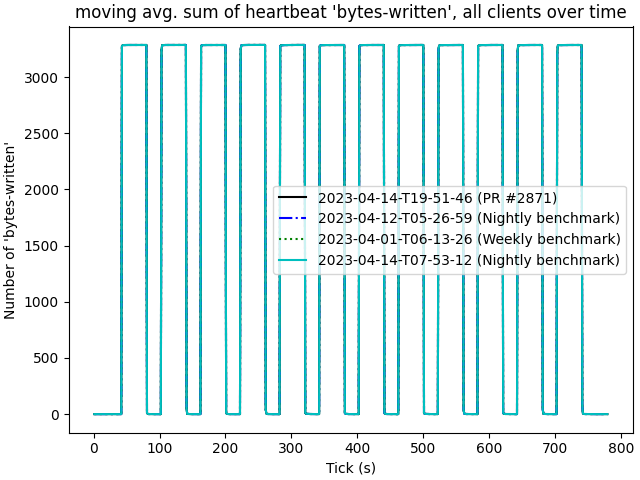 moving avg. sum of heartbeat 'bytes-written', all clients over time
Number of 'bytes-written'
3000
2500
2000
1500
1000
500
0
2023-04-14-T19-51-46 (PR #2871)
2023-04-12-T05-26-59 (Nightly benchmark)
2023-04-01-T06-13-26 (Weekly benchmark)
2023-04-14-T07-53-12 (Nightly benchmark)
0 100 200 300 400 500 600 700 800
Tick (s)